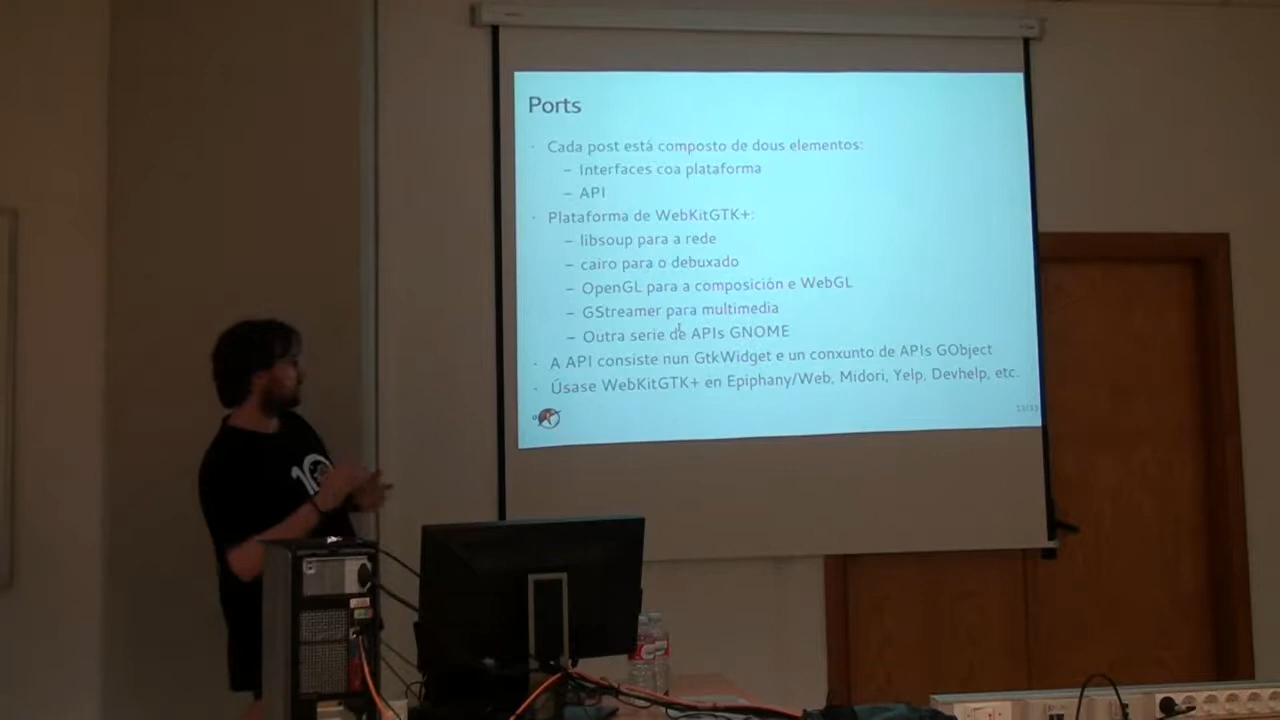 Ports
· Cada post está composto de dous elementos:
– Interfaces coa plataforma
– API
· Plataforma de WebKitGTK+:
– libsoup para a rede
– cairo para o debuxado
– OpenGL para a composición e WebGL
– GStreamer para multimedia
– Outra serie de APIs GNOME
· A API consiste nun GtkWidget e un conxunto de APIs GObject
· Úsase WebKitGTK+ en Epiphany/Web, Midori, Yelp, Devhelp, etc.
10